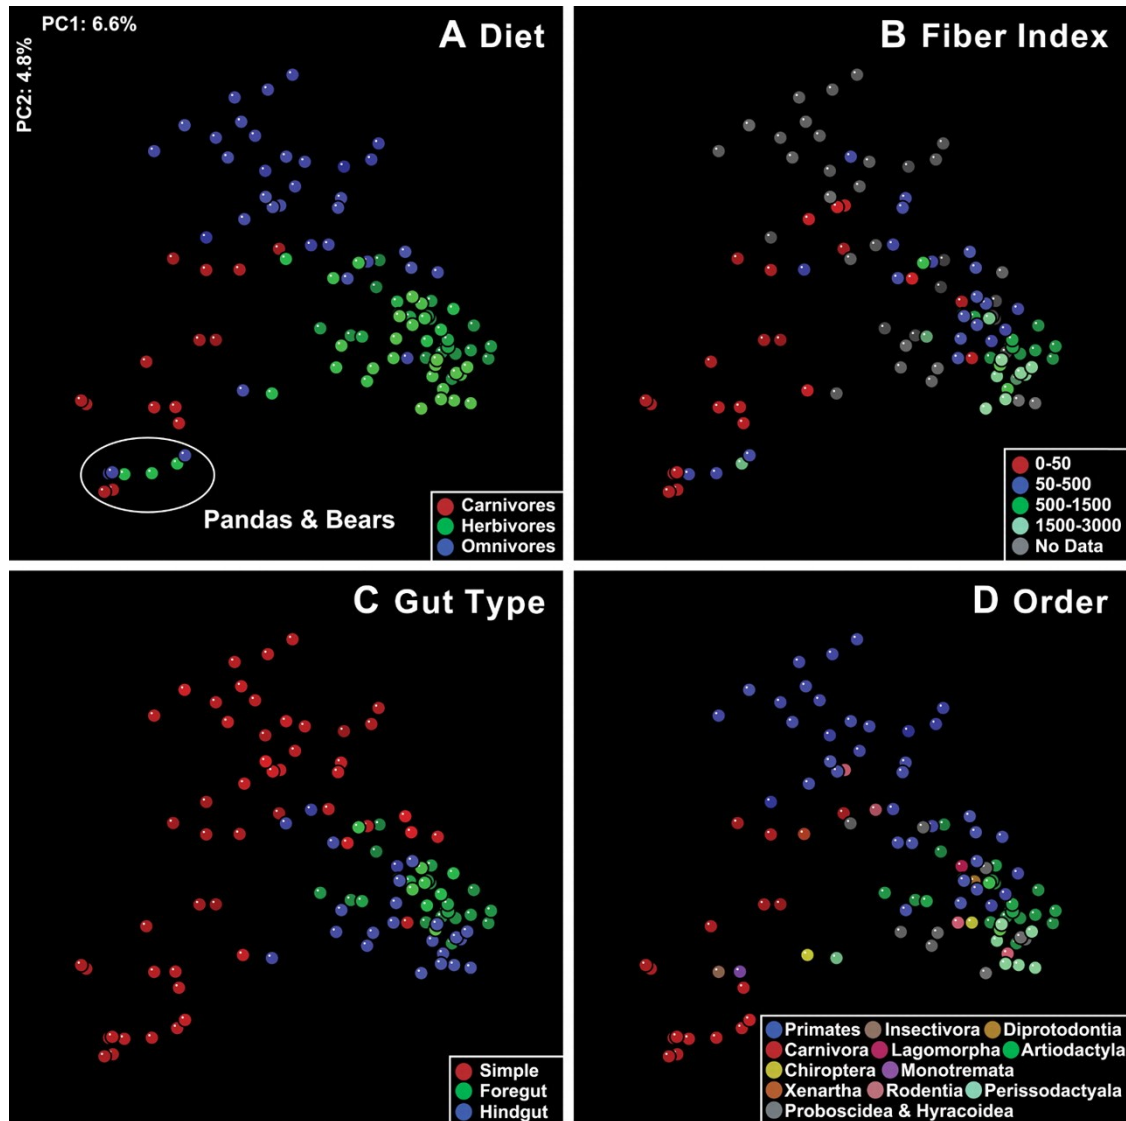 PC1: 6.6%
PC2: 4.8%
A Diet
Pandas & Bears
Carnivores
Herbivores
Omnivores
B Fiber Index
0-50
50-500
500-1500
1500-3000
No Data
C Gut Type
Simple
Foregut
Hindgut
D Order
Primates Insectivora Diprotodontia
Carnivora Lagomorpha Artiodactyla
Chiroptera Monotremata
Xenartha Rodentia Perissodactyala
Proboscidea & Hyracoidea